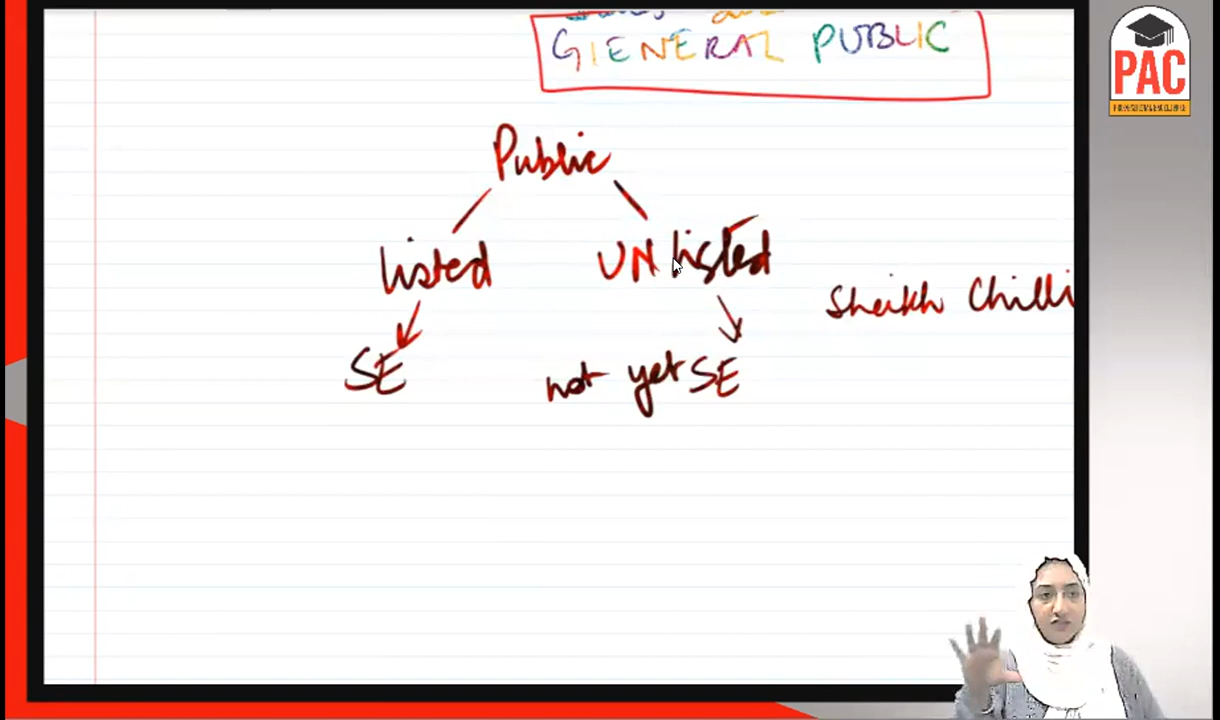 GENERAL PUBLIC
PAC
Public
listed
UNlisted
Sheikh Chilli
SE
not yet SE